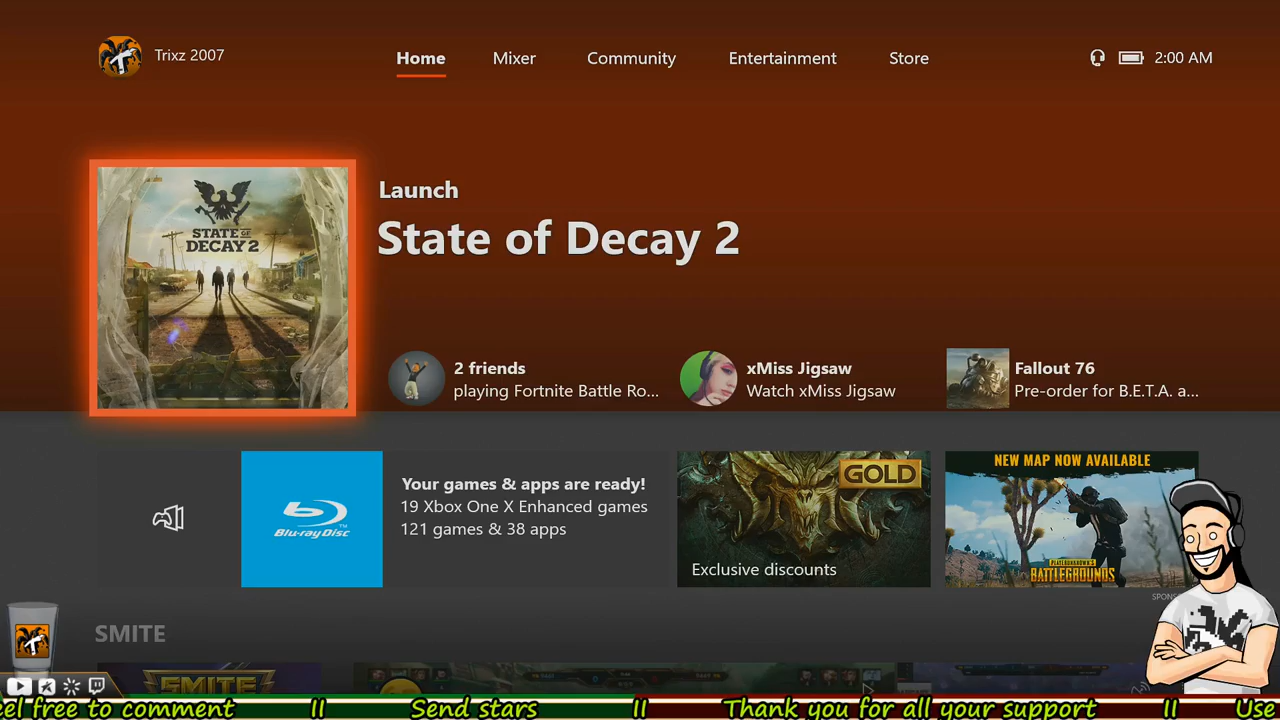 Trixz 2007
Home
Mixer
Community
Entertainment
Store
2:00 AM
STATE OF
DECAY 2
Launch
State of Decay 2
2 friends
playing Fortnite Battle Ro...
xMiss Jigsaw
Watch xMiss Jigsaw
Fallout 76
Pre-order for B.E.T.A. a...
Blu-ray Disc™
Your games & apps are ready!
19 Xbox One X Enhanced games
121 games & 38 apps
GOLD
Exclusive discounts
NEW MAP NOW AVAILABLE
PLAYERUNKNOWN'S
BATTLEGROUNDS
SMITE
SMITE
eel free to comment II Send stars II Thank you for all your support II Use